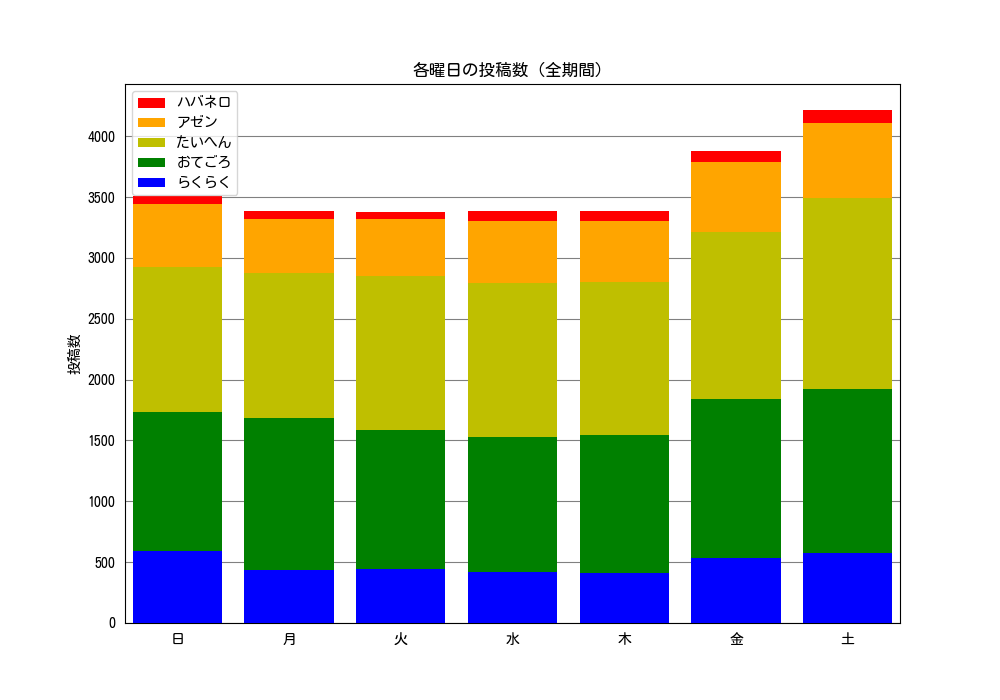 各曜日の投稿数（全期間）
ハバネロ
アゼン
たいへん
おてごろ
らくらく
投稿数
4000
3500
3000
2500
2000
1500
1000
500
0
日 月 火 水 木 金 土